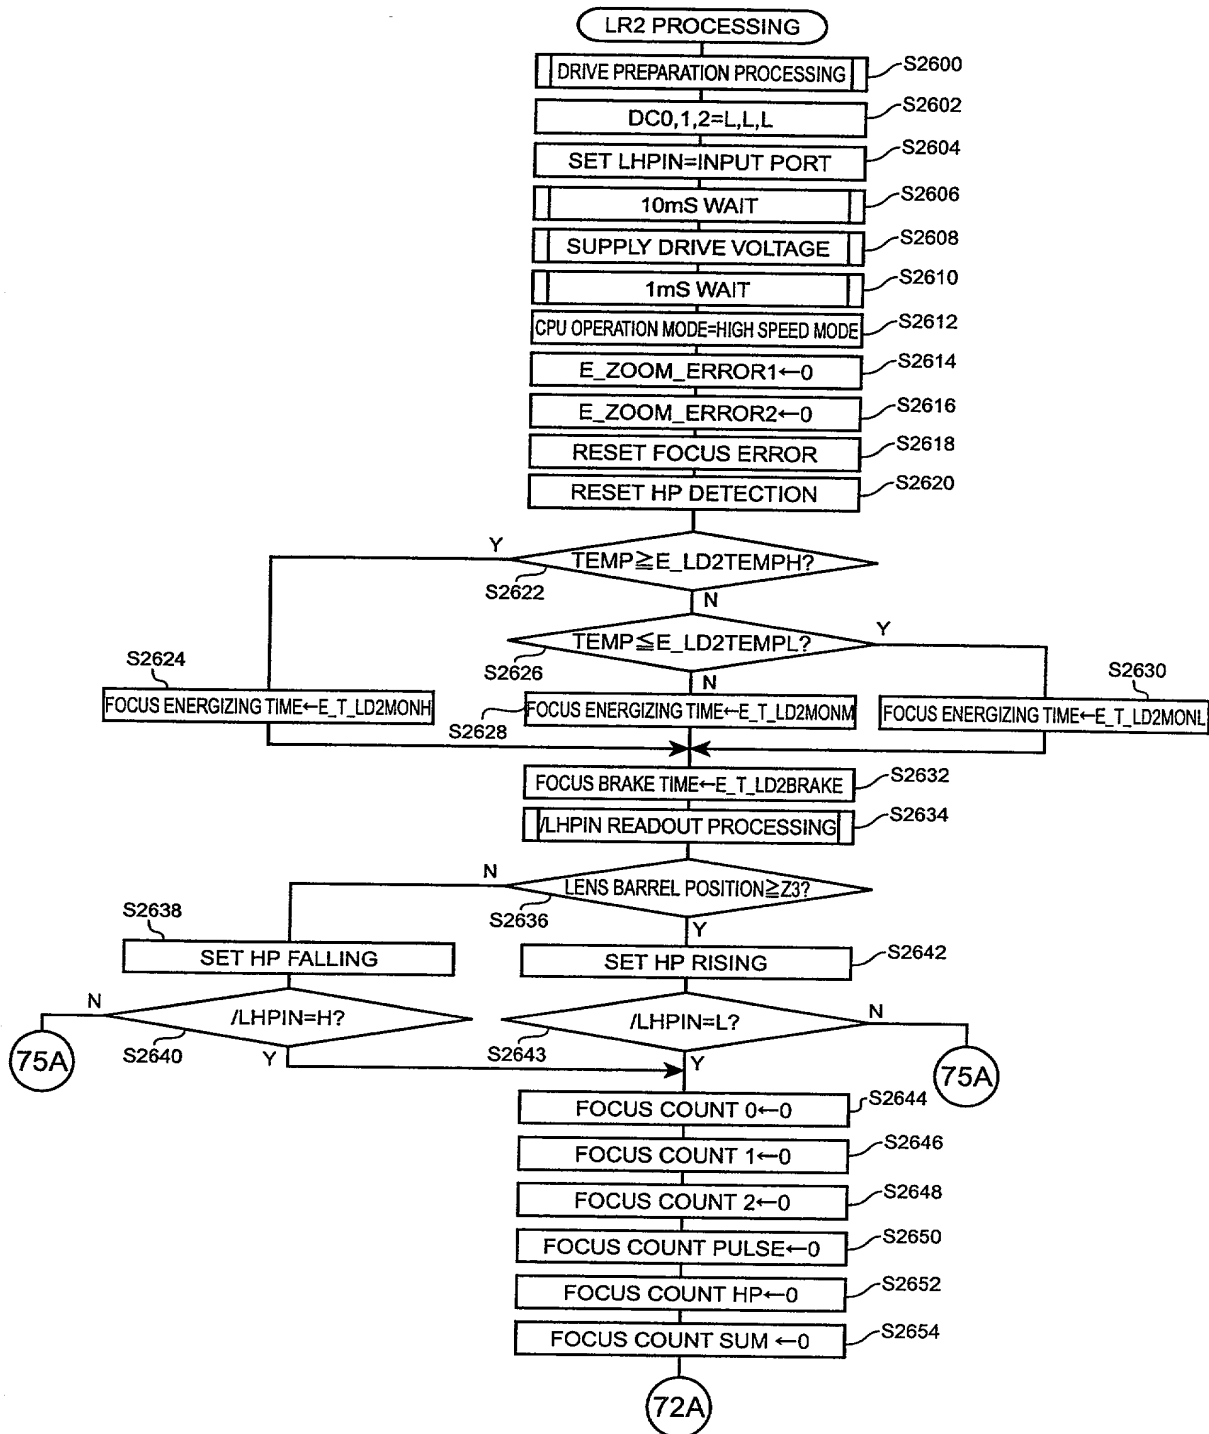 LR2 PROCESSING
DRIVE PREPARATION PROCESSING
S2600
DC0,1,2=L,L,L
S2602
SET LHPIN=INPUT PORT
S2604
10mS WAIT
S2606
SUPPLY DRIVE VOLTAGE
S2608
1mS WAIT
S2610
CPU OPERATION MODE=HIGH SPEED MODE
S2612
E_ZOOM_ERROR1←0
S2614
E_ZOOM_ERROR2←0
S2616
RESET FOCUS ERROR
S2618
RESET HP DETECTION
S2620
Y
TEMP≧E_LD2TEMPH?
S2622
N
TEMP≦E_LD2TEMPL?
Y
S2626
N
S2624
FOCUS ENERGIZING TIME←E_T_LD2MONH
FOCUS ENERGIZING TIME←E_T_LD2MONM
S2628
S2630
FOCUS ENERGIZING TIME←E_T_LD2MONL
FOCUS BRAKE TIME←E_T_LD2BRAKE
S2632
/LHPIN READOUT PROCESSING
S2634
N
LENS BARREL POSITION≧Z3?
S2636
Y
S2638
SET HP FALLING
SET HP RISING
S2642
N
/LHPIN=H?
S2640
Y
/LHPIN=L?
S2643
Y
N
75A
75A
FOCUS COUNT 0←0
S2644
FOCUS COUNT 1←0
S2646
FOCUS COUNT 2←0
S2648
FOCUS COUNT PULSE←0
S2650
FOCUS COUNT HP←0
S2652
FOCUS COUNT SUM ←0
S2654
72A